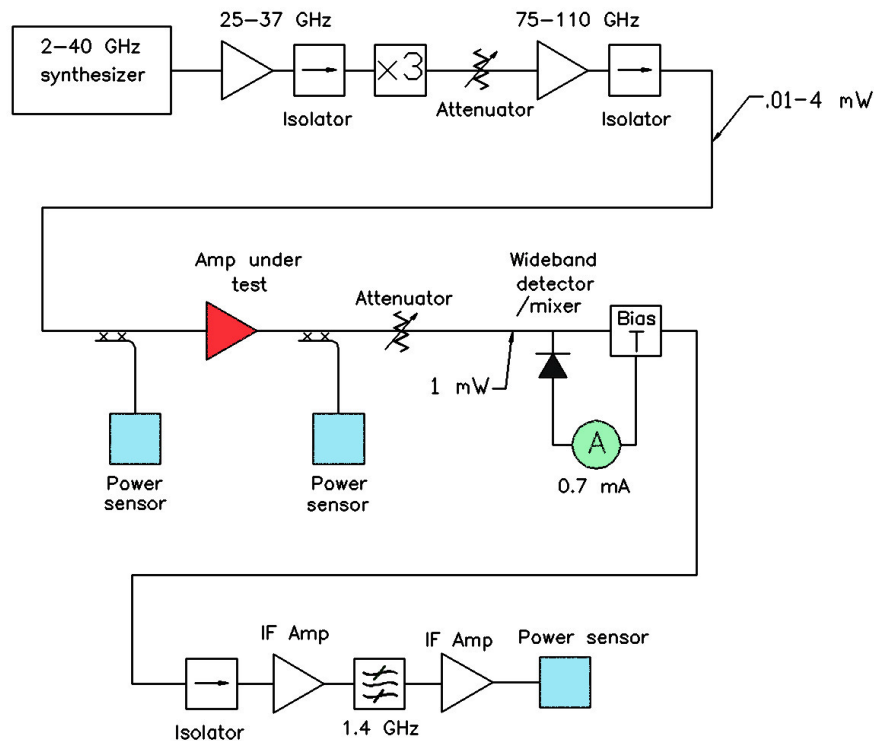 2-40 GHz
synthesizer
25-37 GHz
Isolator
×3
Attenuator
75-110 GHz
Isolator
.01-4 mW
Amp under
test
Attenuator
Wideband
detector
/mixer
Bias
T
1 mW
A
0.7 mA
Power
sensor
Power
sensor
IF Amp
IF Amp
Power sensor
Isolator
1.4 GHz